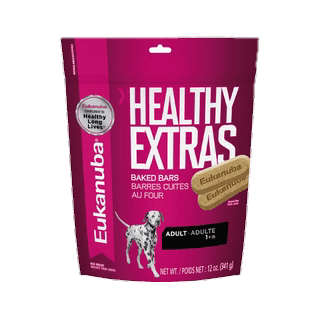 Eukanuba
Dedicated to
Healthy
Long
Lives
Eukanuba
HEALTHY
EXTRAS
BAKED BARS
BARRES CUITES
AU FOUR
Eukanuba
Eukanuba
ADULT · ADULTE
NET WT. / POIDS NET : 12 oz. (341 g)